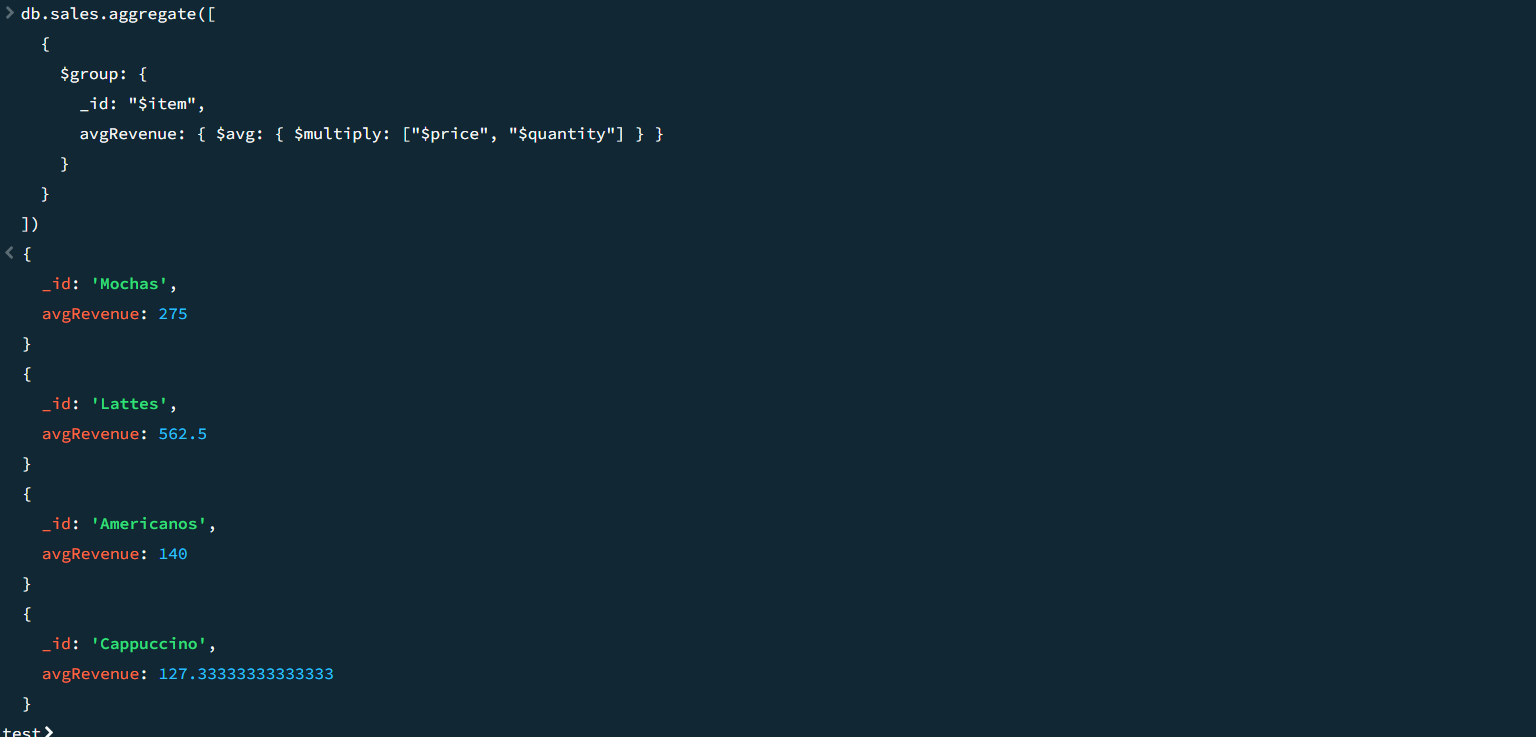 > db.sales.aggregate([
{
$group: {
_id: "$item",
avgRevenue: { $avg: { $multiply: ["$price", "$quantity"] } }
}
}
])
< {
_id: 'Mochas',
avgRevenue: 275
}
{
_id: 'Lattes',
avgRevenue: 562.5
}
{
_id: 'Americanos',
avgRevenue: 140
}
{
_id: 'Cappuccino',
avgRevenue: 127.33333333333333
}
test>